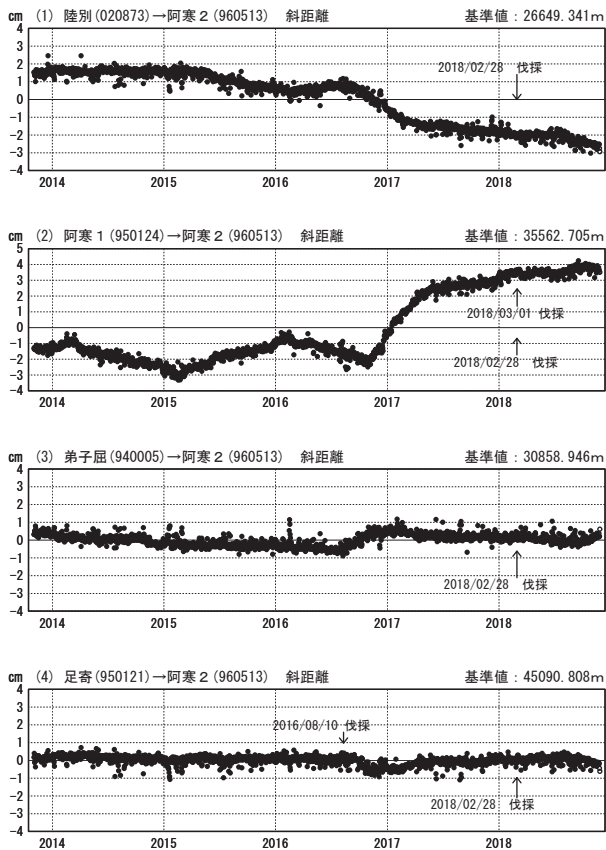 cm (1) 陸別(020873)→阿寒２(960513) 斜距離 基準値：26649.341ｍ
4
3
2
1
0
-1
-2
-3
-4
2018/02/28 伐採
2014 2015 2016 2017 2018
cm (2) 阿寒１(950124)→阿寒２(960513) 斜距離 基準値：35562.705ｍ
5
4
3
2
1
0
-1
-2
-3
-4
2018/03/01 伐採
2018/02/28 伐採
2014 2015 2016 2017 2018
cm (3) 弟子屈(940005)→阿寒２(960513) 斜距離 基準値：30858.946ｍ
4
3
2
1
0
-1
-2
-3
-4
2018/02/28 伐採
2014 2015 2016 2017 2018
cm (4) 足寄(950121)→阿寒２(960513) 斜距離 基準値：45090.808ｍ
4
3
2
1
0
-1
-2
-3
-4
2016/08/10 伐採
2018/02/28 伐採
2014 2015 2016 2017 2018